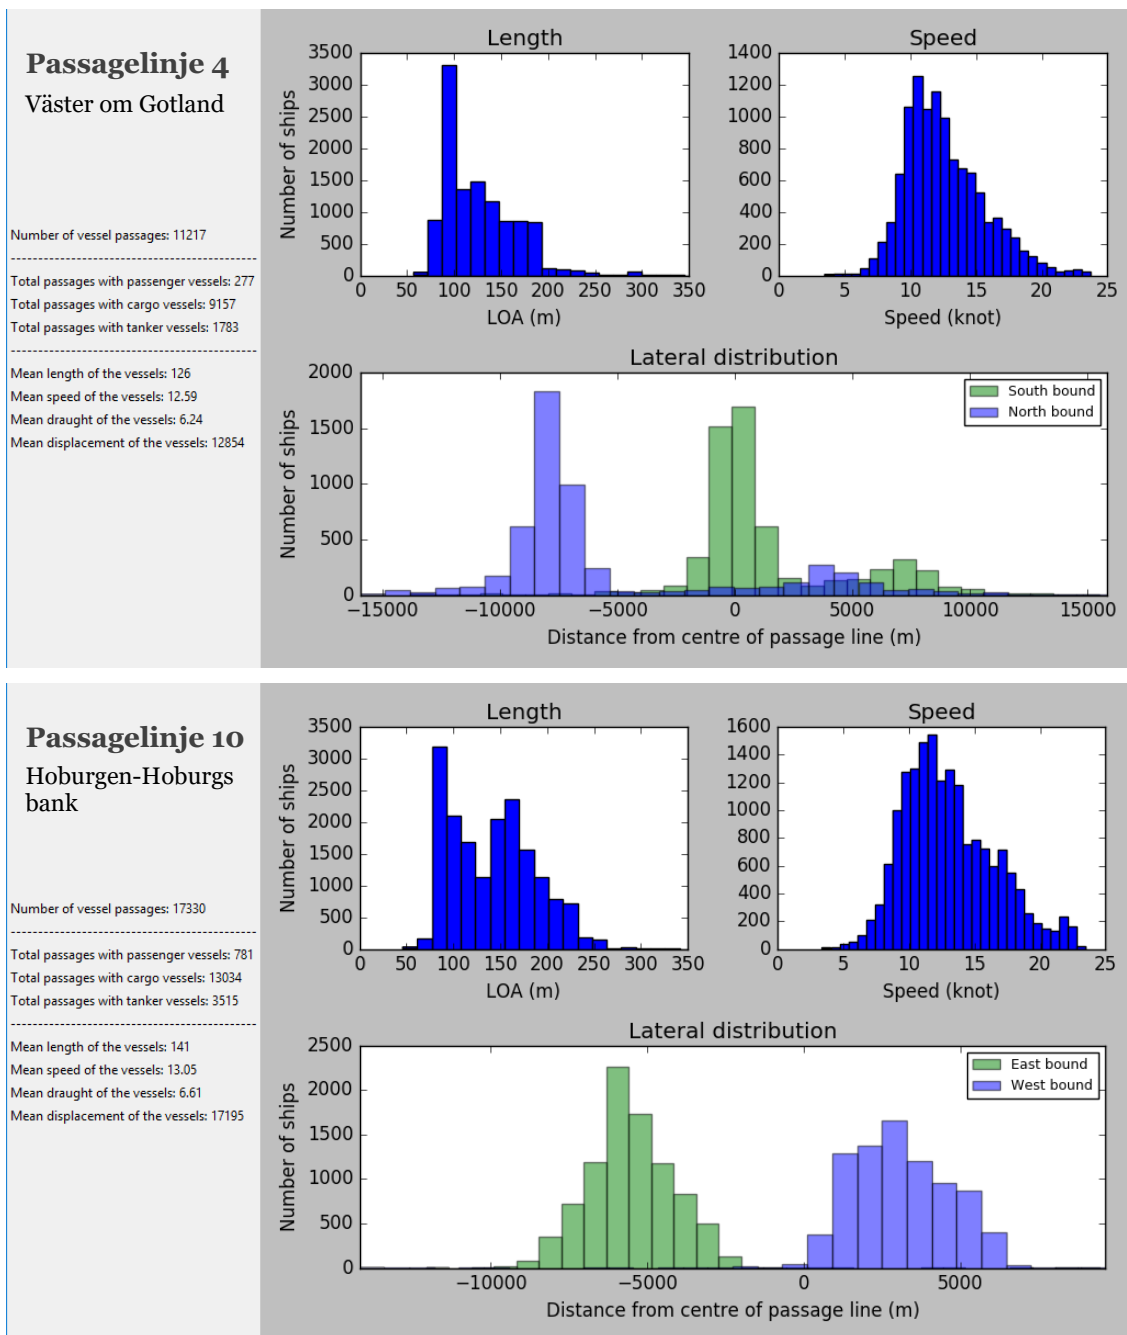 Passagelinje 4
Väster om Gotland
Number of vessel passages: 11217
------------------------------------------------
Total passages with passenger vessels: 277
Total passages with cargo vessels: 9157
Total passages with tanker vessels: 1783
------------------------------------------------
Mean length of the vessels: 126
Mean speed of the vessels: 12.59
Mean draught of the vessels: 6.24
Mean displacement of the vessels: 12854
Length
Number of ships
3500
3000
2500
2000
1500
1000
500
0
0 50 100 150 200 250 300 350
LOA (m)
Speed
1400
1200
1000
800
600
400
200
0
0 5 10 15 20 25
Speed (knot)
Lateral distribution
Number of ships
2000
1500
1000
500
0
South bound
North bound
−15000 −10000 −5000 0 5000 10000 15000
Distance from centre of passage line (m)
Passagelinje 10
Hoburgen-Hoburgs
bank
Number of vessel passages: 17330
------------------------------------------------
Total passages with passenger vessels: 781
Total passages with cargo vessels: 13034
Total passages with tanker vessels: 3515
------------------------------------------------
Mean length of the vessels: 141
Mean speed of the vessels: 13.05
Mean draught of the vessels: 6.61
Mean displacement of the vessels: 17195
Length
Number of ships
3500
3000
2500
2000
1500
1000
500
0
0 50 100 150 200 250 300 350
LOA (m)
Speed
1600
1400
1200
1000
800
600
400
200
0
0 5 10 15 20 25
Speed (knot)
Lateral distribution
Number of ships
2500
2000
1500
1000
500
0
East bound
West bound
−10000 −5000 0 5000
Distance from centre of passage line (m)